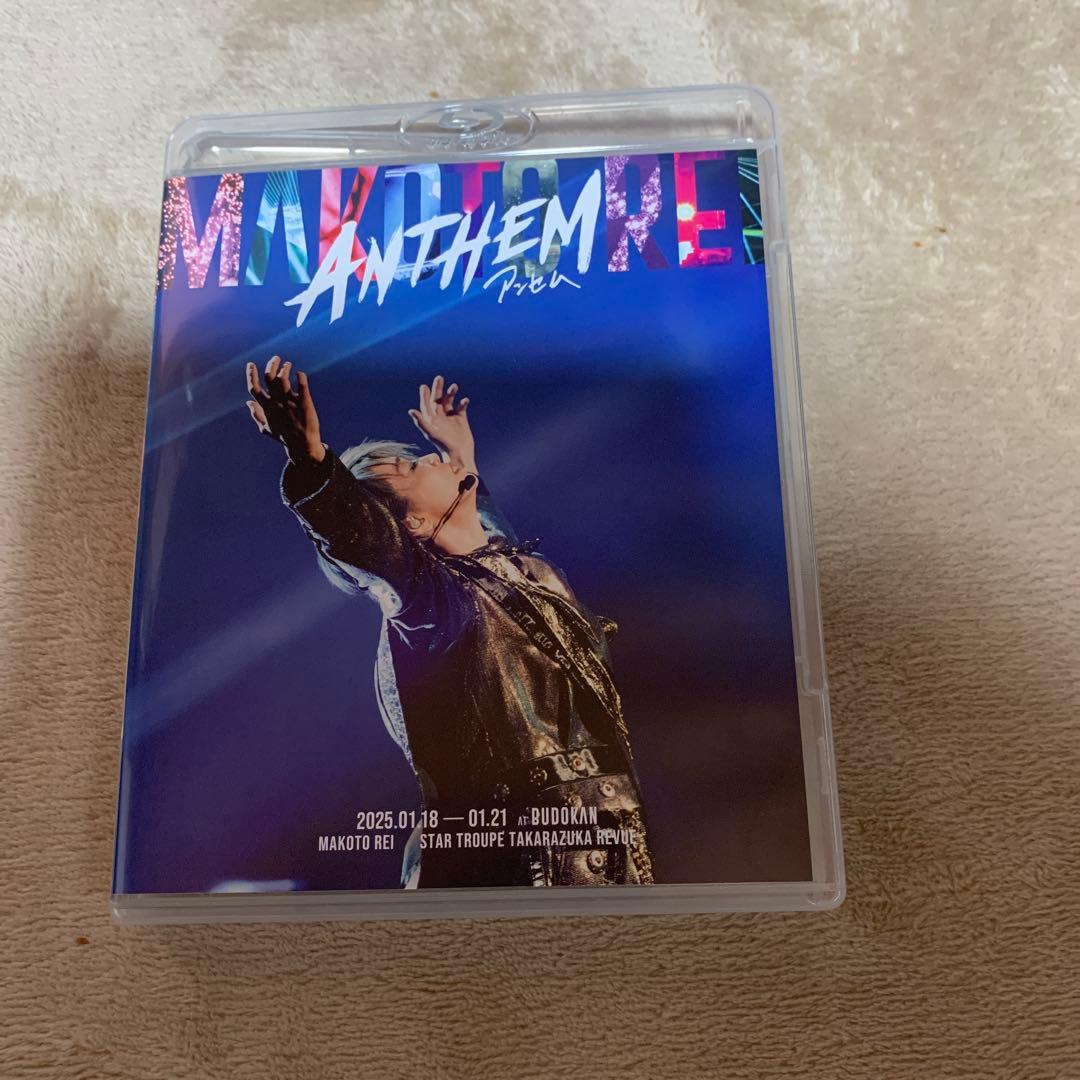 MAKOTO REI
ANTHEM
アンセム
2025.01.18 — 01.21 AT BUDOKAN
MAKOTO REI STAR TROUPE TAKARAZUKA REVUE